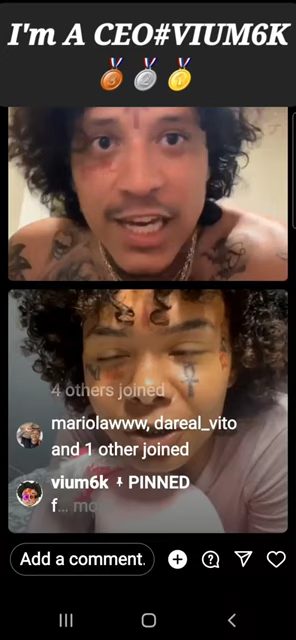 I'm A CEO#VIUM6K
4 others joined
mariolawww, dareal_vito
and 1 other joined
vium6k PINNED
f... mo
Add a comment.